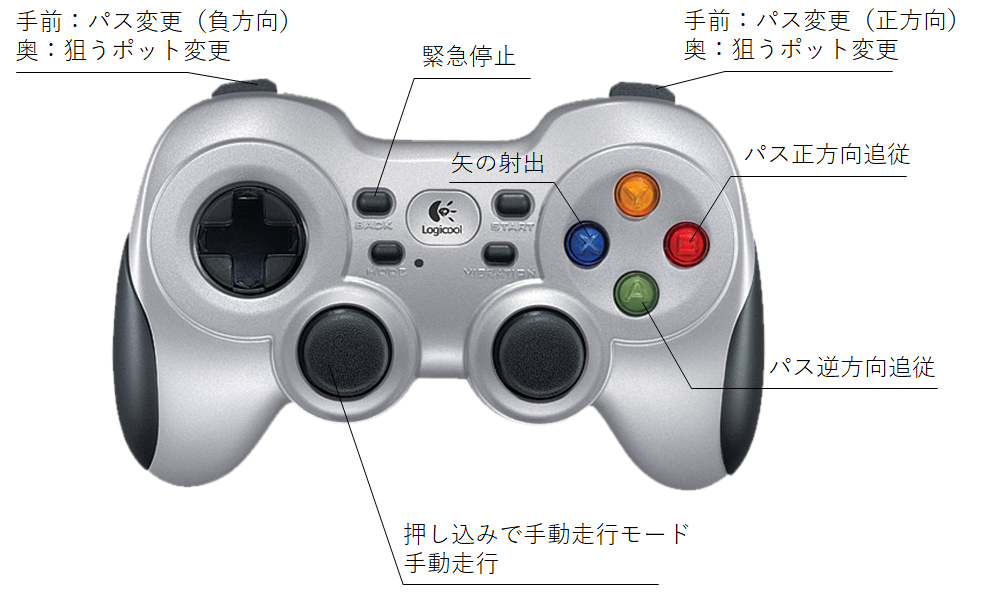 手前：パス変更（負方向）
奥：狙うポット変更
手前：パス変更（正方向）
奥：狙うポット変更
緊急停止
矢の射出
パス正方向追従
BACK
Logicool
START
Y
X
B
MODE
VIBRATION
A
パス逆方向追従
押し込みで手動走行モード
手動走行